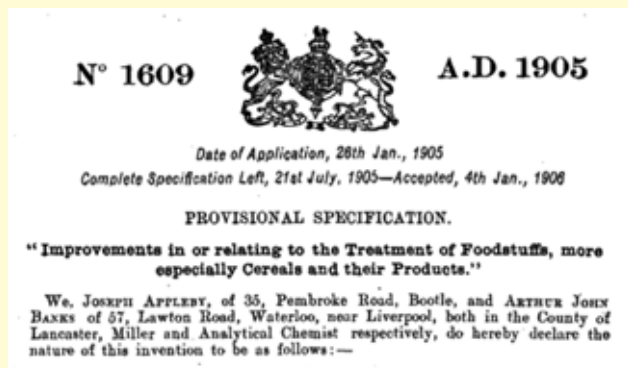 N° 1609
A.D. 1905
Date of Application, 26th Jan., 1905
Complete Specification Left, 21st July, 1905—Accepted, 4th Jan., 1906
PROVISIONAL SPECIFICATION.
"Improvements in or relating to the Treatment of Foodstuffs, more
especially Cereals and their Products."
We, JOSEPH APPLEBY, of 35, Pembroke Road, Bootle, and ARTHUR JOHN
BANKS of 57, Lawton Road, Waterloo, near Liverpool, both in the County of
Lancaster, Miller and Analytical Chemist respectively, do hereby declare the
nature of this invention to be as follows:—